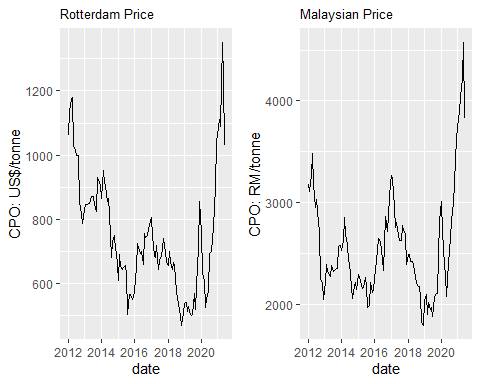 Rotterdam Price
CPO: US$/tonne
1200
1000
800
600
2012 2014 2016 2018 2020
date
Malaysian Price
CPO: RM/tonne
4000
3000
2000
2012 2014 2016 2018 2020
date